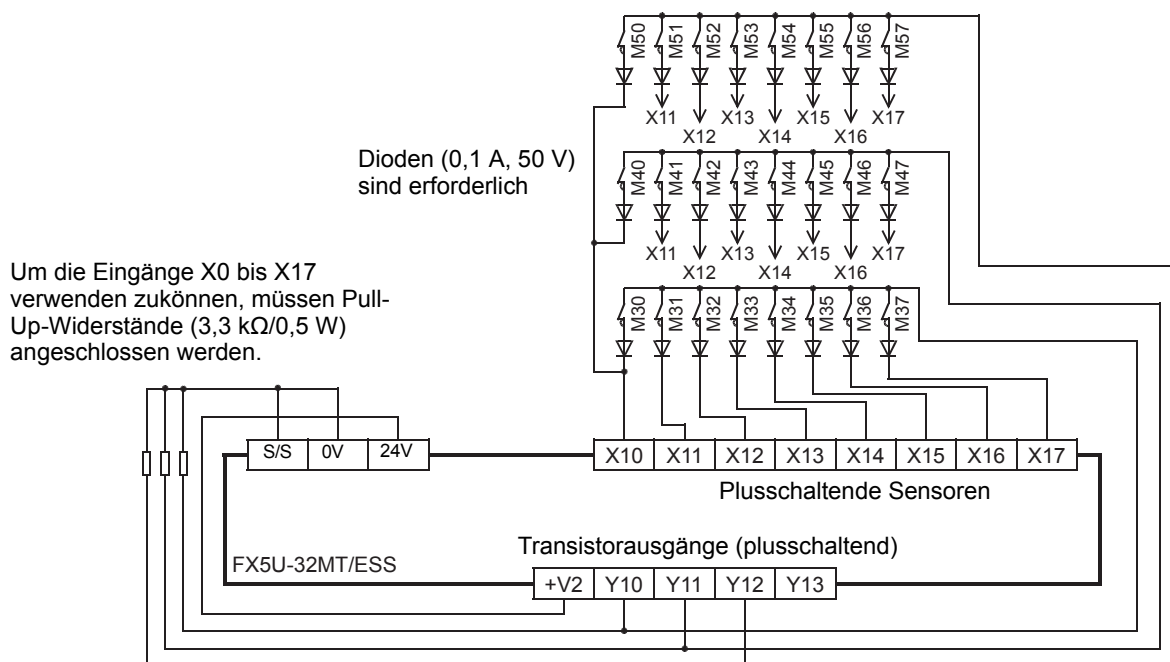 M50 M51 M52 M53 M54 M55 M56 M57
X11 X13 X15 X17
X12 X14 X16
Dioden (0,1 A, 50 V)
sind erforderlich
M40 M41 M42 M43 M44 M45 M46 M47
X11 X13 X15 X17
X12 X14 X16
Um die Eingänge X0 bis X17
verwenden zukönnen, müssen Pull-
Up-Widerstände (3,3 kΩ/0,5 W)
angeschlossen werden.
M30 M31 M32 M33 M34 M35 M36 M37
S/S 0V 24V
X10 X11 X12 X13 X14 X15 X16 X17
Plusschaltende Sensoren
Transistorausgänge (plusschaltend)
FX5U-32MT/ESS
+V2 Y10 Y11 Y12 Y13